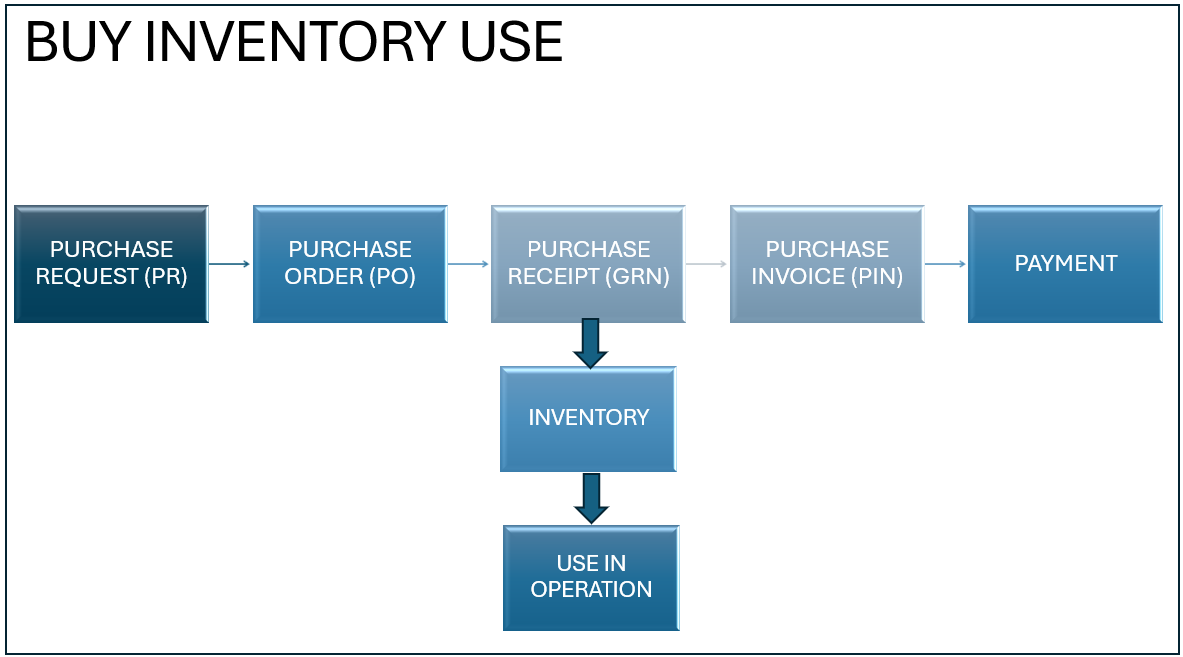 BUY INVENTORY USE
PURCHASE
REQUEST (PR)
PURCHASE
ORDER (PO)
PURCHASE
RECEIPT (GRN)
PURCHASE
INVOICE (PIN)
PAYMENT
INVENTORY
USE IN
OPERATION